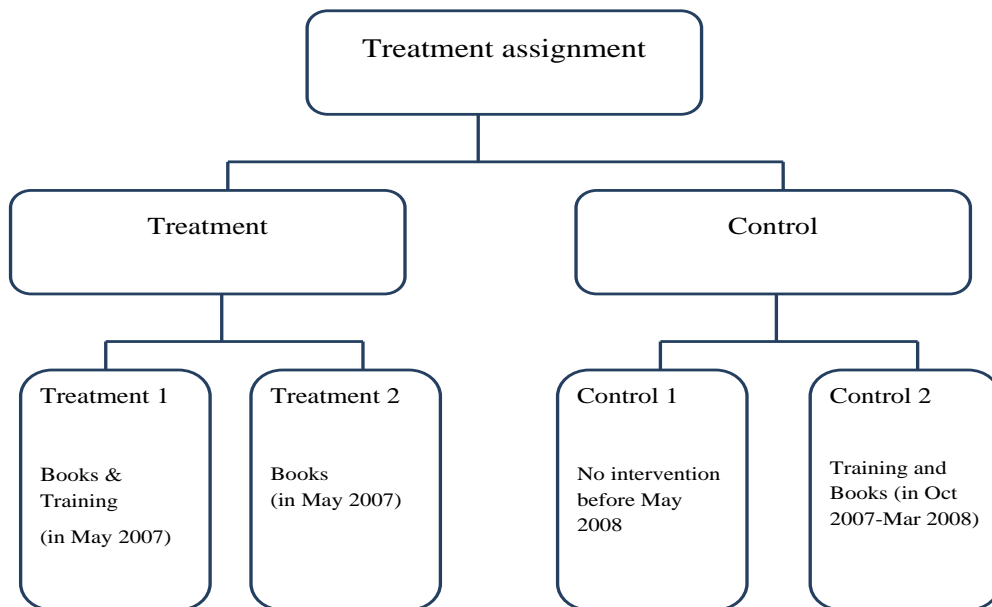 Treatment assignment
Treatment
Control
Treatment 1
Books &
Training
(in May 2007)
Treatment 2
Books
(in May 2007)
Control 1
No intervention
before May
2008
Control 2
Training and
Books (in Oct
2007-Mar 2008)